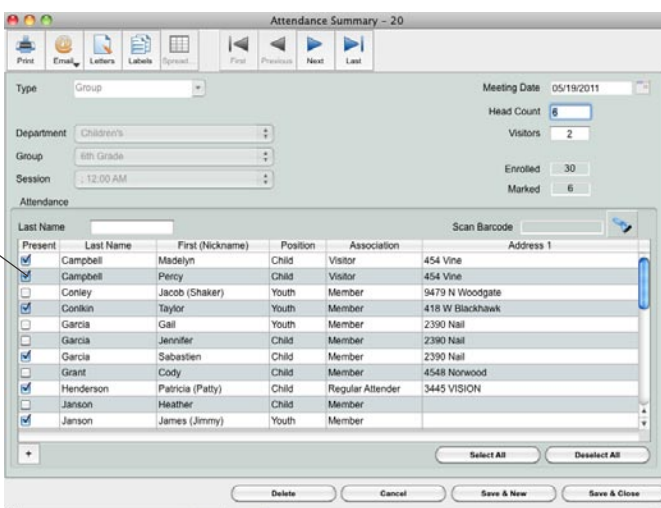 Attendance Summary - 20
Print Email Letters Labels Spread... First Previous Next Last
Type Group Meeting Date 05/19/2011
Head Count 6
Department Children's Visitors 2
Group 6th Grade
Enrolled 30
Session : 12:00 AM
Marked 6
Attendance
Last Name Scan Barcode
Present Last Name First (Nickname) Position Association Address 1
Campbell Madelyn Child Visitor 454 Vine
Campbell Percy Child Visitor 454 Vine
Conley Jacob (Shaker) Youth Member 9479 N Woodgate
Conlkin Taylor Youth Member 418 W Blackhawk
Garcia Gail Youth Member 2390 Nail
Garcia Jennifer Child Member 2390 Nail
Garcia Sabastien Child Member 2390 Nail
Grant Cody Child Member 4548 Norwood
Henderson Patricia (Patty) Child Regular Attender 3445 VISION
Janson Heather Child Member
Janson James (Jimmy) Youth Member
+ Select All Deselect All
Delete Cancel Save & New Save & Close